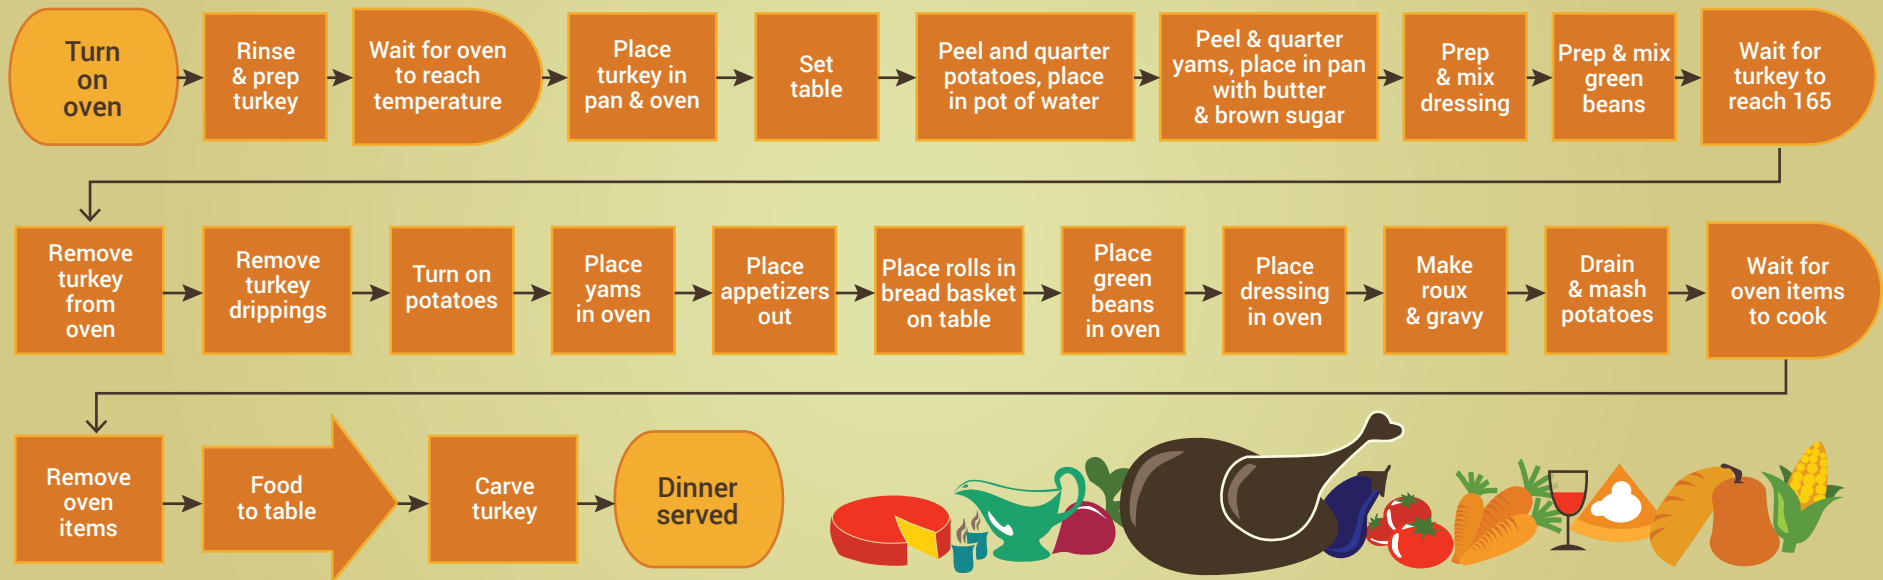 Turn
on
oven
Rinse
& prep
turkey
Wait for oven
to reach
temperature
Place
turkey in
pan & oven
Set
table
Peel and quarter
potatoes, place
in pot of water
Peel & quarter
yams, place in pan
with butter
& brown sugar
Prep
& mix
dressing
Prep & mix
green
beans
Wait for
turkey to
reach 165
Remove
turkey
from
oven
Remove
turkey
drippings
Turn on
potatoes
Place
yams
in oven
Place
appetizers
out
Place rolls in
bread basket
on table
Place
green
beans
in oven
Place
dressing
in oven
Make
roux
& gravy
Drain
& mash
potatoes
Wait for
oven items
to cook
Remove
oven
items
Food
to table
Carve
turkey
Dinner
served